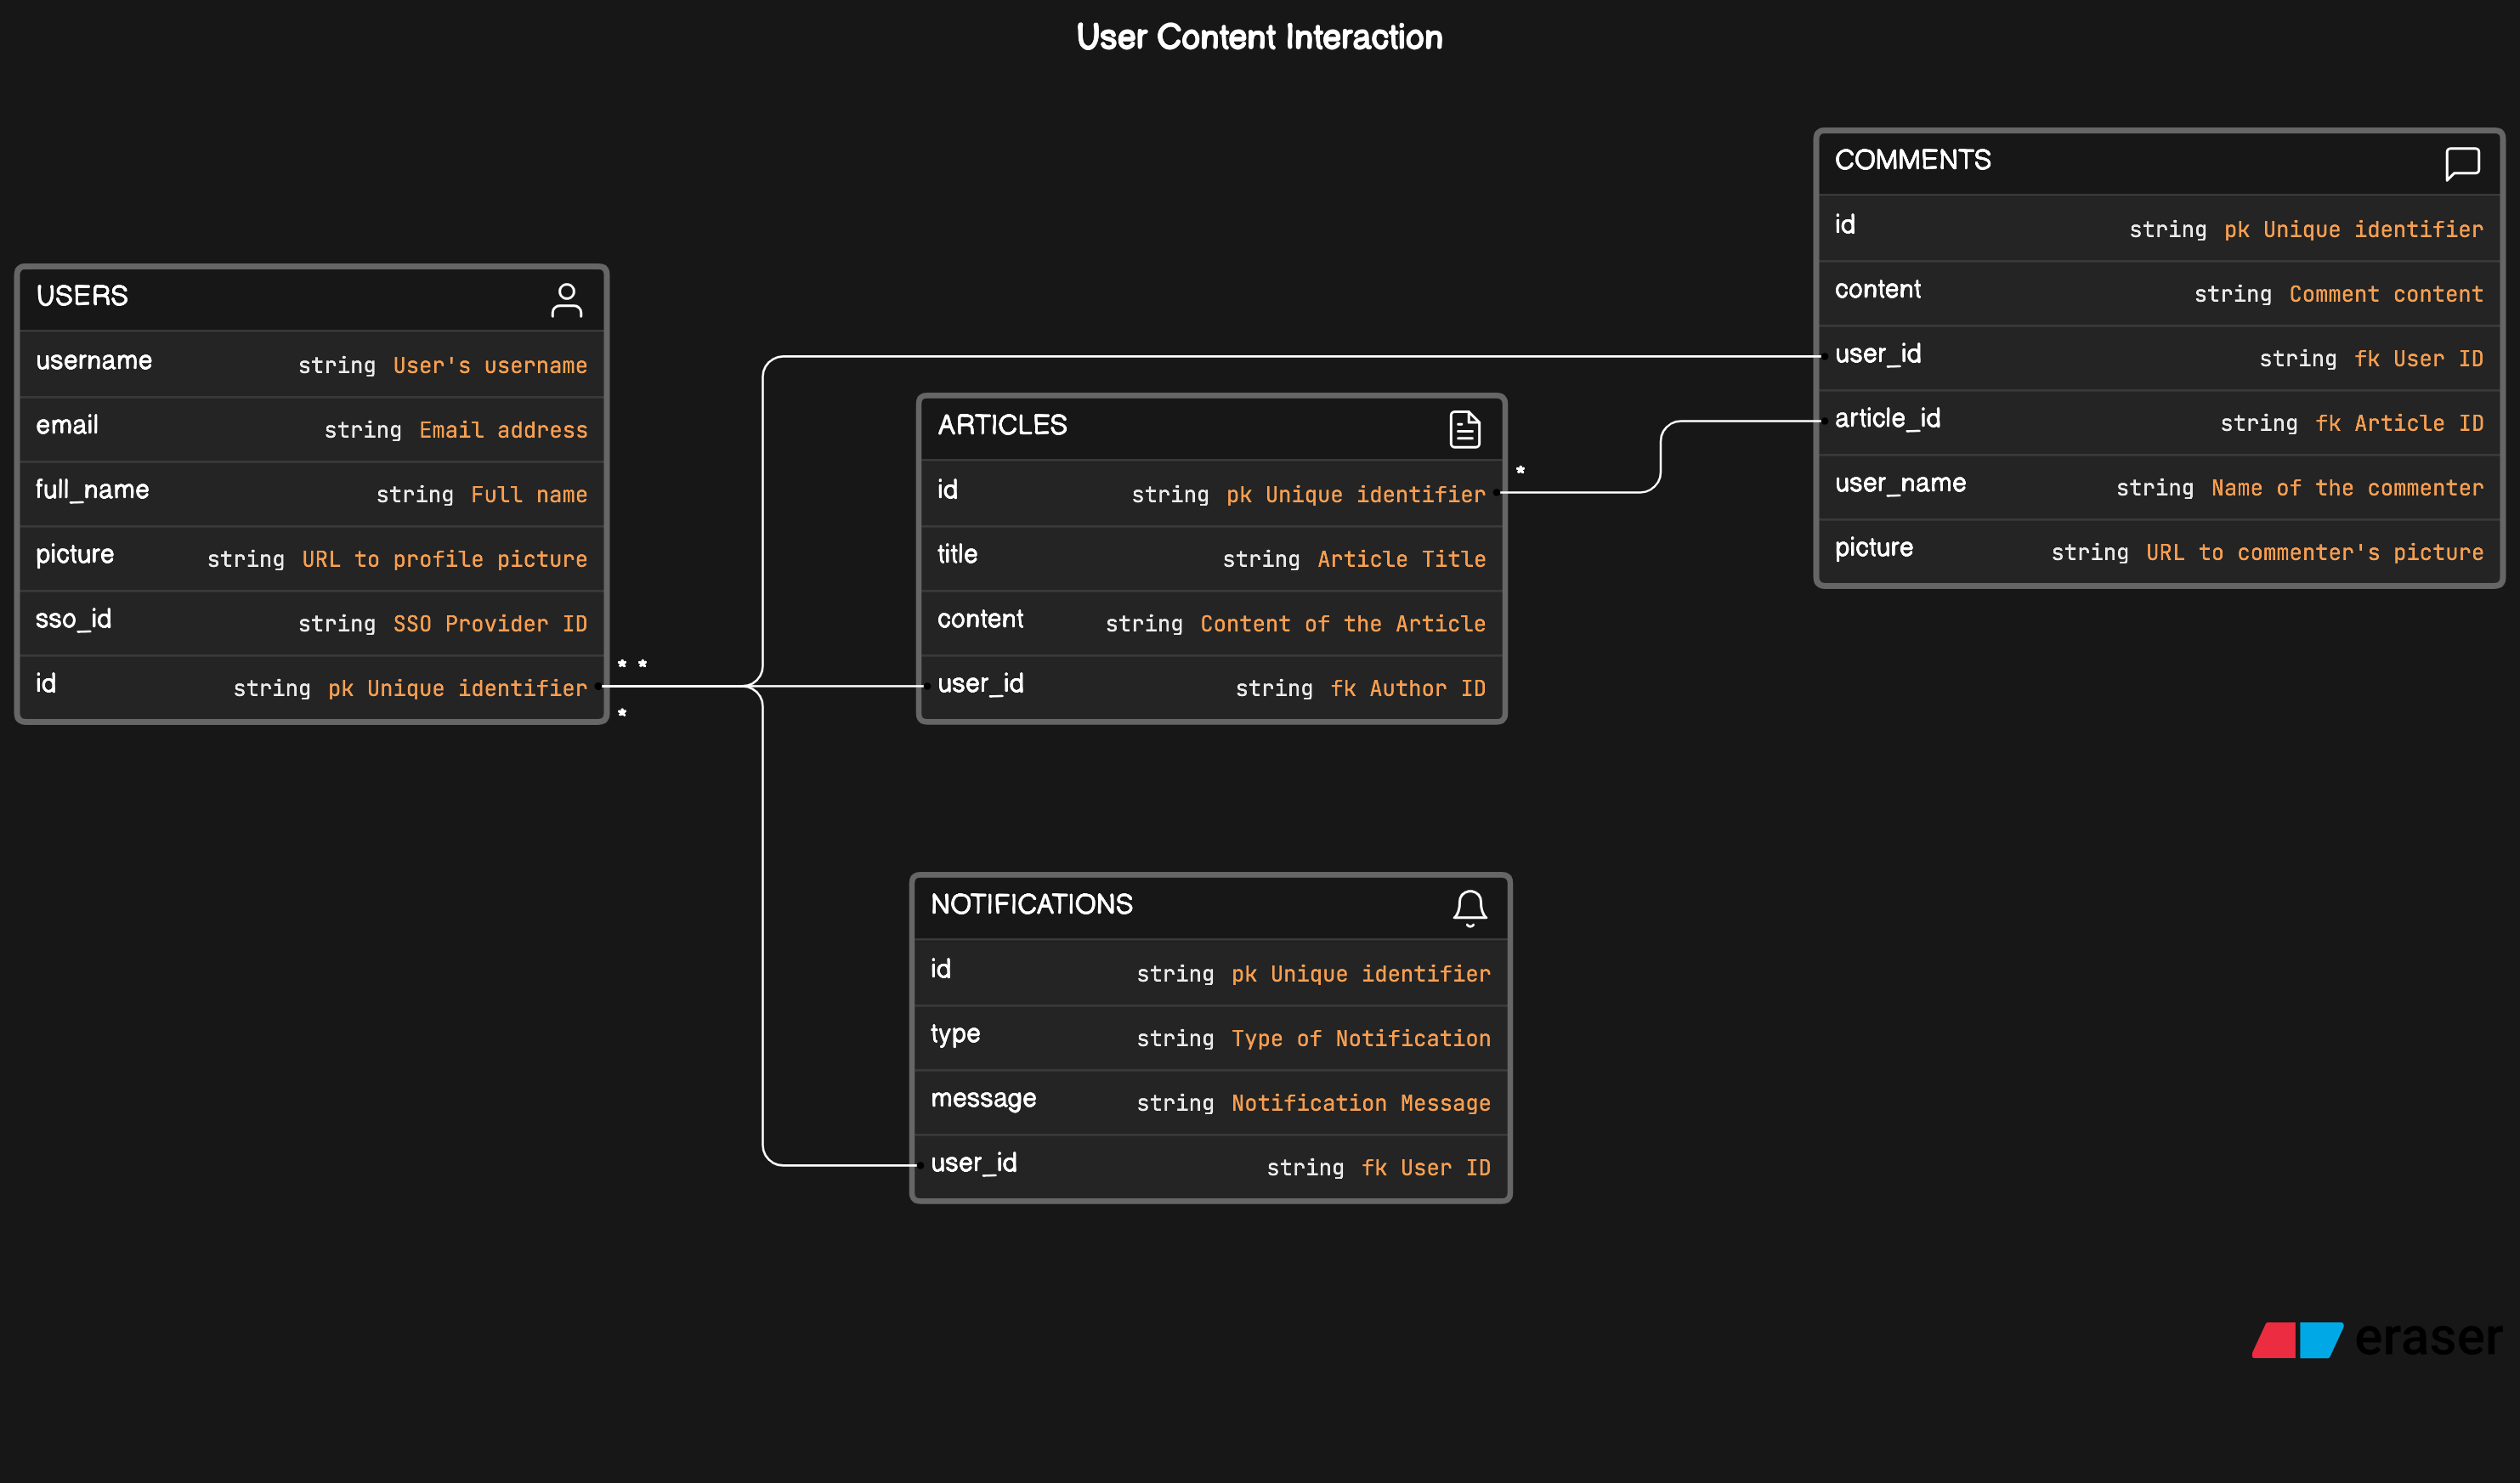 User Content Interaction
USERS
username string User's username
email string Email address
full_name string Full name
picture string URL to profile picture
sso_id string SSO Provider ID
id string pk Unique identifier
* *
*
ARTICLES
id string pk Unique identifier
*
title string Article Title
content string Content of the Article
user_id string fk Author ID
COMMENTS
id string pk Unique identifier
content string Comment content
user_id string fk User ID
article_id string fk Article ID
user_name string Name of the commenter
picture string URL to commenter's picture
NOTIFICATIONS
id string pk Unique identifier
type string Type of Notification
message string Notification Message
user_id string fk User ID
eraser